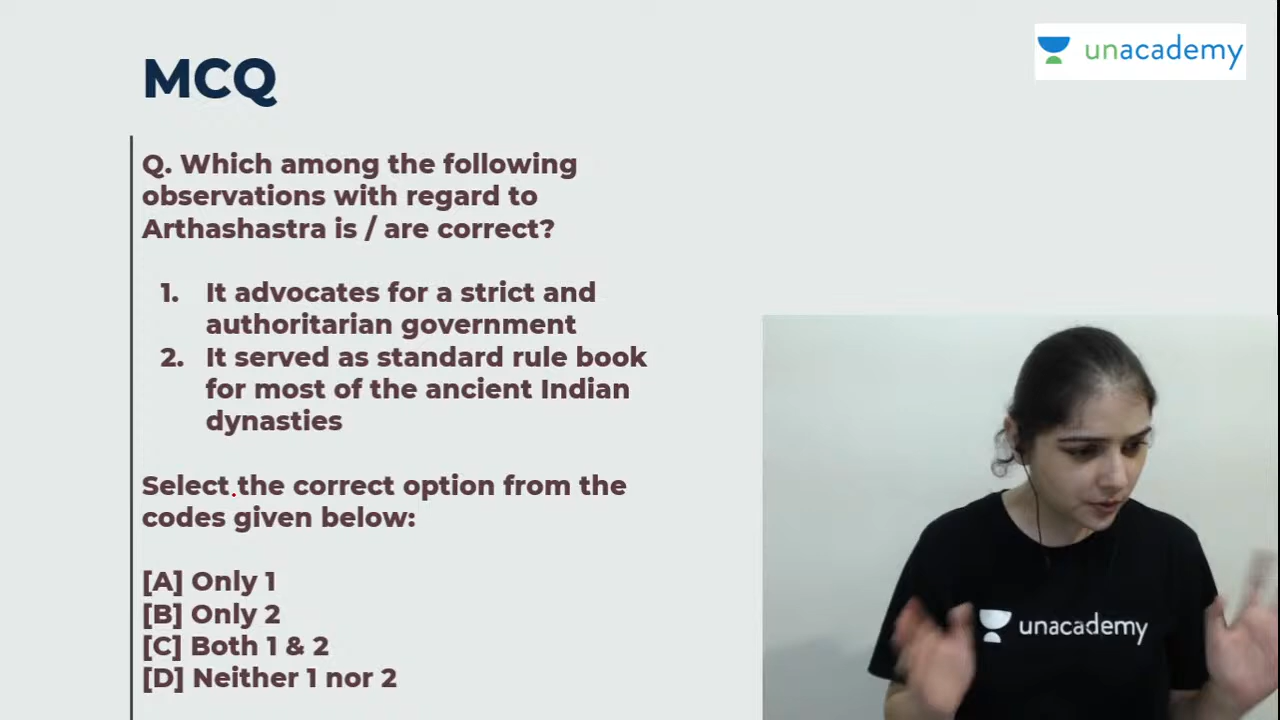 MCQ
unacademy
Q. Which among the following
observations with regard to
Arthashastra is / are correct?
1. It advocates for a strict and
authoritarian government
2. It served as standard rule book
for most of the ancient Indian
dynasties
Select the correct option from the
codes given below:
[A] Only 1
[B] Only 2
[C] Both 1 & 2
[D] Neither 1 nor 2
unacademy